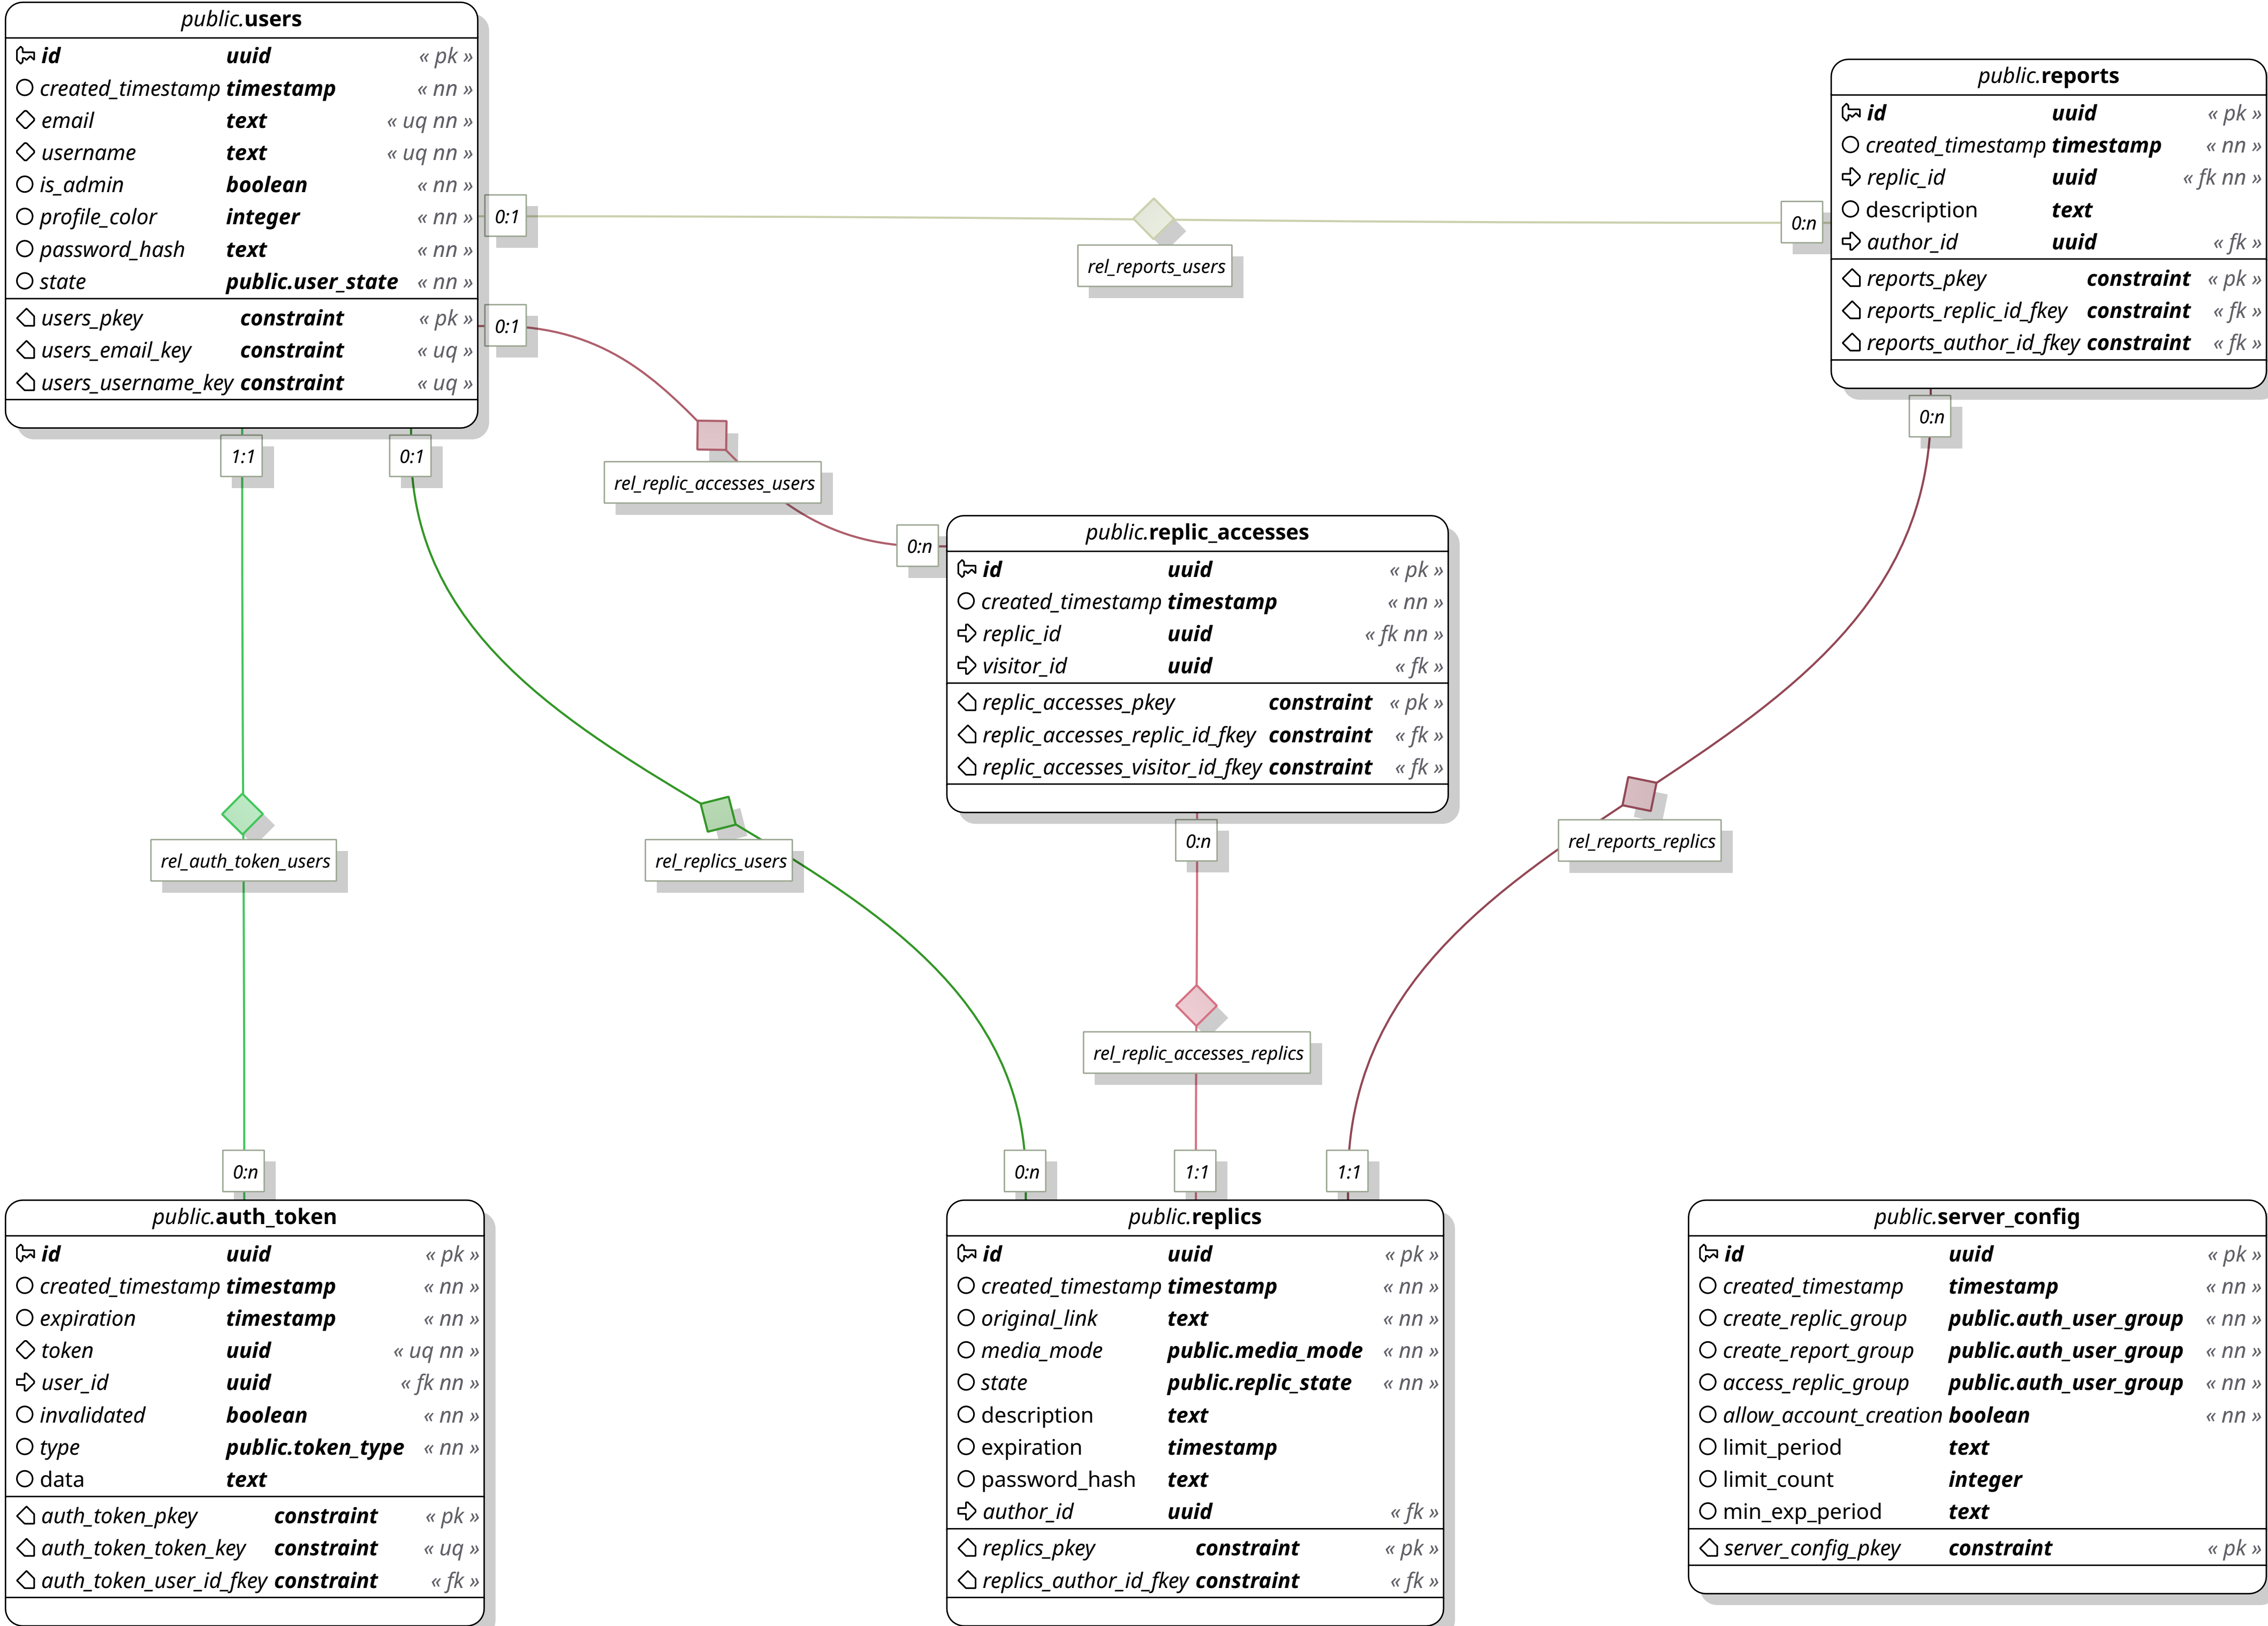 public.users
id uuid « pk »
created_timestamp timestamp « nn »
email text « uq nn »
username text « uq nn »
is_admin boolean « nn »
profile_color integer « nn »
password_hash text « nn »
state public.user_state « nn »
users_pkey constraint « pk »
users_email_key constraint « uq »
users_username_key constraint « uq »
public.reports
id uuid « pk »
created_timestamp timestamp « nn »
replic_id uuid « fk nn »
description text
author_id uuid « fk »
reports_pkey constraint « pk »
reports_replic_id_fkey constraint « fk »
reports_author_id_fkey constraint « fk »
0:1
0:n
rel_reports_users
0:1
rel_replic_accesses_users
0:n
1:1
0:1
0:n
public.replic_accesses
id uuid « pk »
created_timestamp timestamp « nn »
replic_id uuid « fk nn »
visitor_id uuid « fk »
replic_accesses_pkey constraint « pk »
replic_accesses_replic_id_fkey constraint « fk »
replic_accesses_visitor_id_fkey constraint « fk »
rel_auth_token_users
rel_replics_users
0:n
rel_reports_replics
rel_replic_accesses_replics
0:n
0:n
1:1
1:1
public.auth_token
id uuid « pk »
created_timestamp timestamp « nn »
expiration timestamp « nn »
token uuid « uq nn »
user_id uuid « fk nn »
invalidated boolean « nn »
type public.token_type « nn »
data text
auth_token_pkey constraint « pk »
auth_token_token_key constraint « uq »
auth_token_user_id_fkey constraint « fk »
public.replics
id uuid « pk »
created_timestamp timestamp « nn »
original_link text « nn »
media_mode public.media_mode « nn »
state public.replic_state « nn »
description text
expiration timestamp
password_hash text
author_id uuid « fk »
replics_pkey constraint « pk »
replics_author_id_fkey constraint « fk »
public.server_config
id uuid « pk »
created_timestamp timestamp « nn »
create_replic_group public.auth_user_group « nn »
create_report_group public.auth_user_group « nn »
access_replic_group public.auth_user_group « nn »
allow_account_creation boolean « nn »
limit_period text
limit_count integer
min_exp_period text
server_config_pkey constraint « pk »